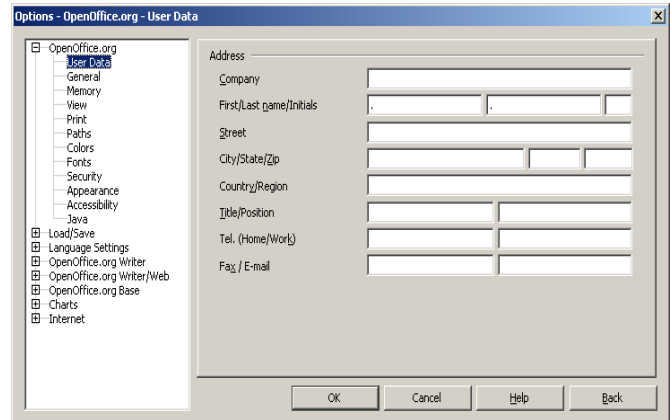 Options - OpenOffice.org - User Data
OpenOffice.org
User Data
General
Memory
View
Print
Paths
Colors
Fonts
Security
Appearance
Accessibility
Java
Load/Save
Language Settings
OpenOffice.org Writer
OpenOffice.org Writer/Web
OpenOffice.org Base
Charts
Internet
Address
Company
First/Last name/Initials . .
Street
City/State/Zip
Country/Region
Title/Position
Tel. (Home/Work)
Fax / E-mail
OK Cancel Help Back